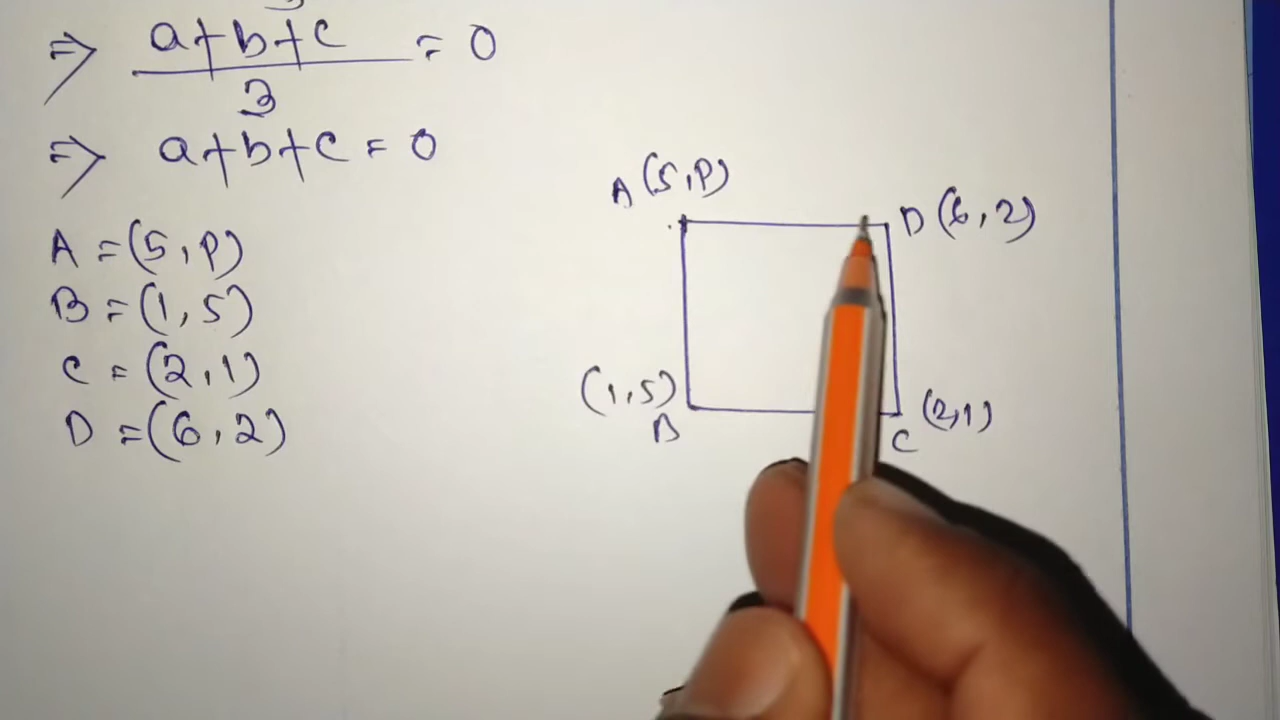 ⇒ a+b+c/3 = 0
⇒ a+b+c = 0
A = (5, P)
B = (1, 5)
C = (2, 1)
D = (6, 2)
A (5, P)
D (6, 2)
(1, 5)
B
(2, 1)
C